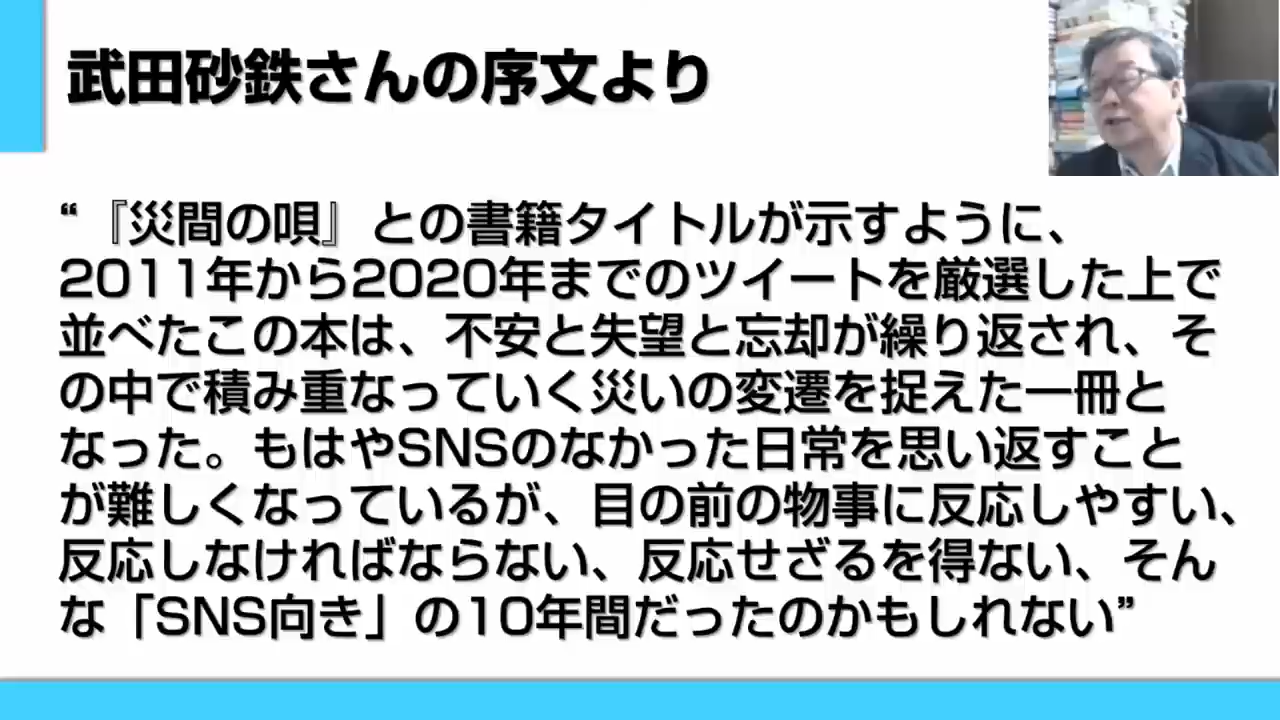 武田砂鉄さんの序文より
“『災間の唄』との書籍タイトルが示すように、
2011年から2020年までのツイートを厳選した上で
並べたこの本は、不安と失望と忘却が繰り返され、そ
の中で積み重なっていく災いの変遷を捉えた一冊と
なった。もはやSNSのなかった日常を思い返すこと
が難しくなっているが、目の前の物事に反応しやすい、
反応しなければならない、反応せざるを得ない、そん
な「SNS向き」の10年間だったのかもしれない”